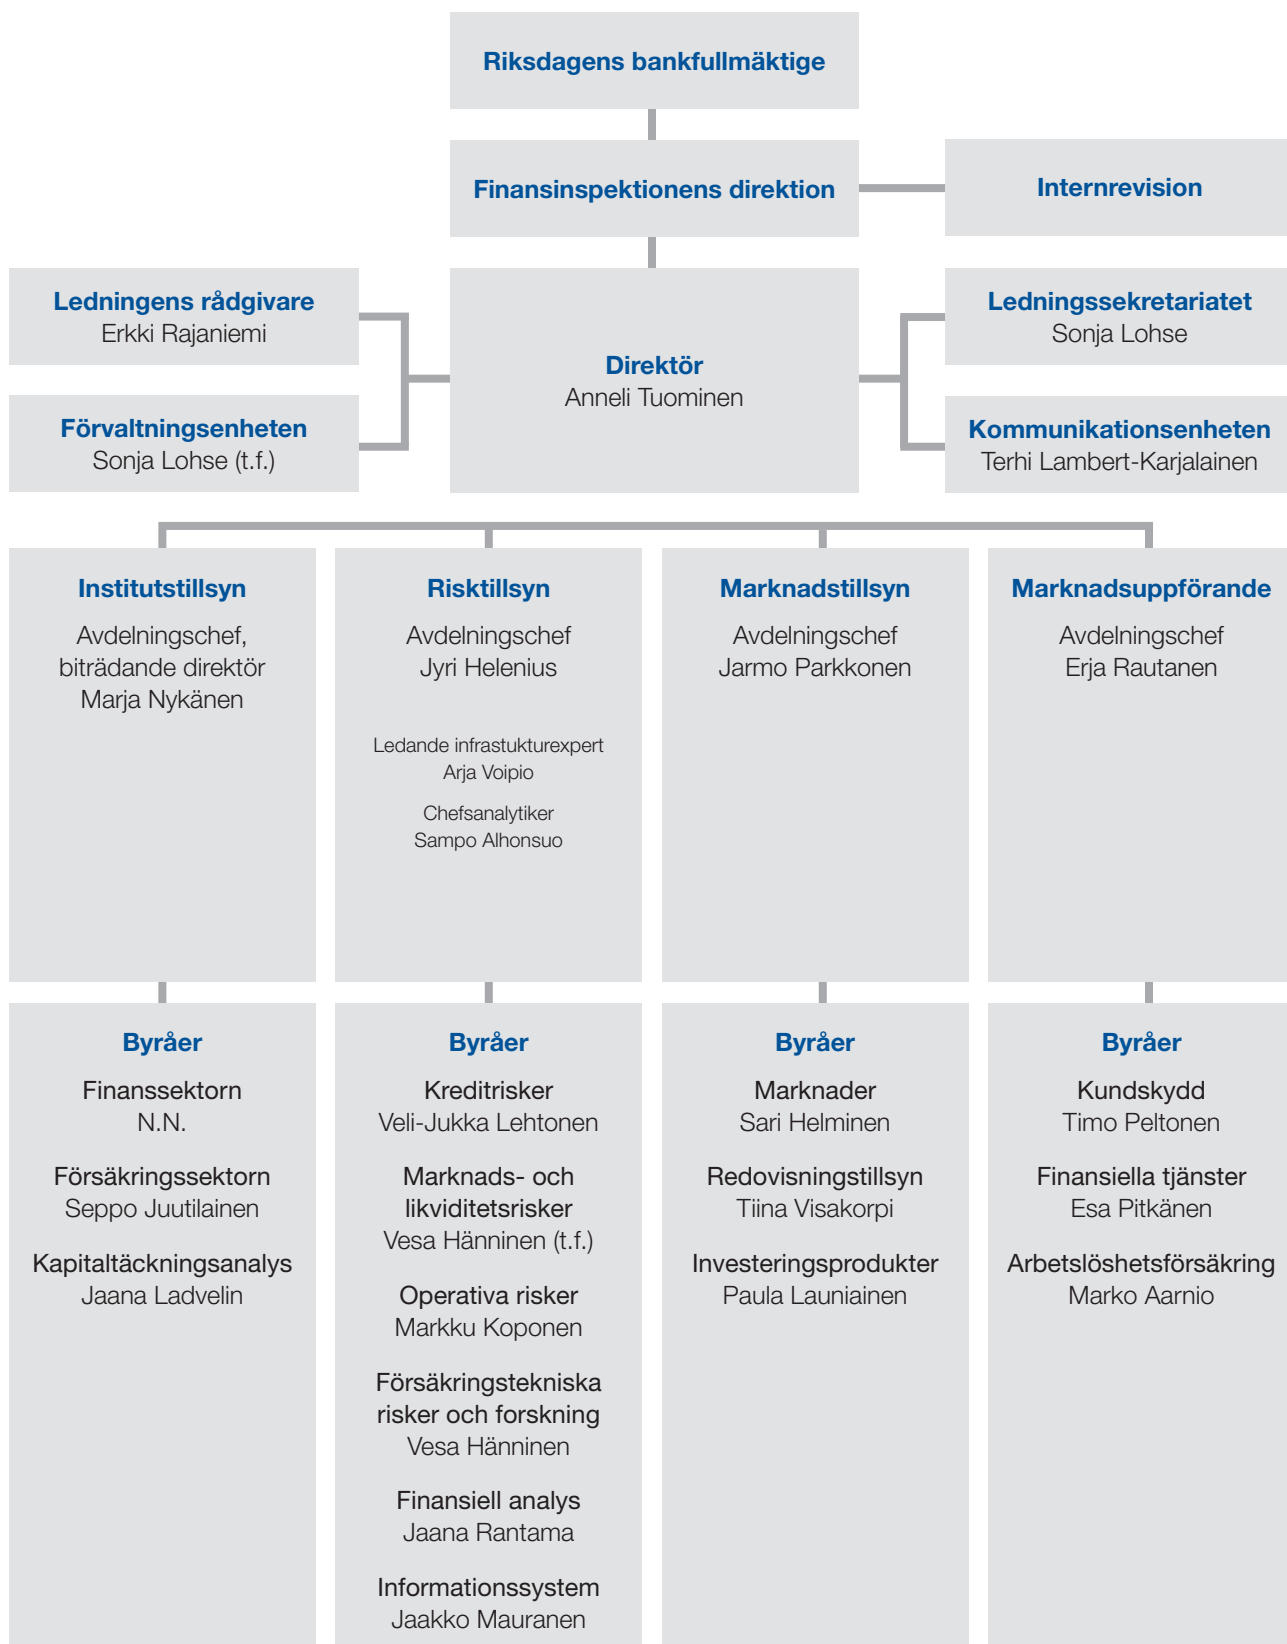 Riksdagens bankfullmäktige
Finansinspektionens direktion
Internrevision
Ledningens rådgivare
Erkki Rajaniemi
Förvaltningsenheten
Sonja Lohse (t.f.)
Direktör
Anneli Tuominen
Ledningssekretariatet
Sonja Lohse
Kommunikationsenheten
Terhi Lambert-Karjalainen
Institutstillsyn
Avdelningschef,
biträdande direktör
Marja Nykänen
Risktillsyn
Avdelningschef
Jyri Helenius
Ledande infrastukturexpert
Arja Voipio
Chefsanalytiker
Sampo Alhonsuo
Marknadstillsyn
Avdelningschef
Jarmo Parkkonen
Marknadsuppförande
Avdelningschef
Erja Rautanen
Byråer
Finanssektorn
N.N.
Försäkringssektorn
Seppo Juutilainen
Kapitaltäckningsanalys
Jaana Ladvelin
Byråer
Kreditrisker
Veli-Jukka Lehtonen
Marknads- och
likviditetsrisker
Vesa Hänninen (t.f.)
Operativa risker
Markku Koponen
Försäkringstekniska
risker och forskning
Vesa Hänninen
Finansiell analys
Jaana Rantama
Informationssystem
Jaakko Mauranen
Byråer
Marknader
Sari Helminen
Redovisningstillsyn
Tiina Visakorpi
Investeringsprodukter
Paula Launiainen
Byråer
Kundskydd
Timo Peltonen
Finansiella tjänster
Esa Pitkänen
Arbetslöshetsförsäkring
Marko Aarnio